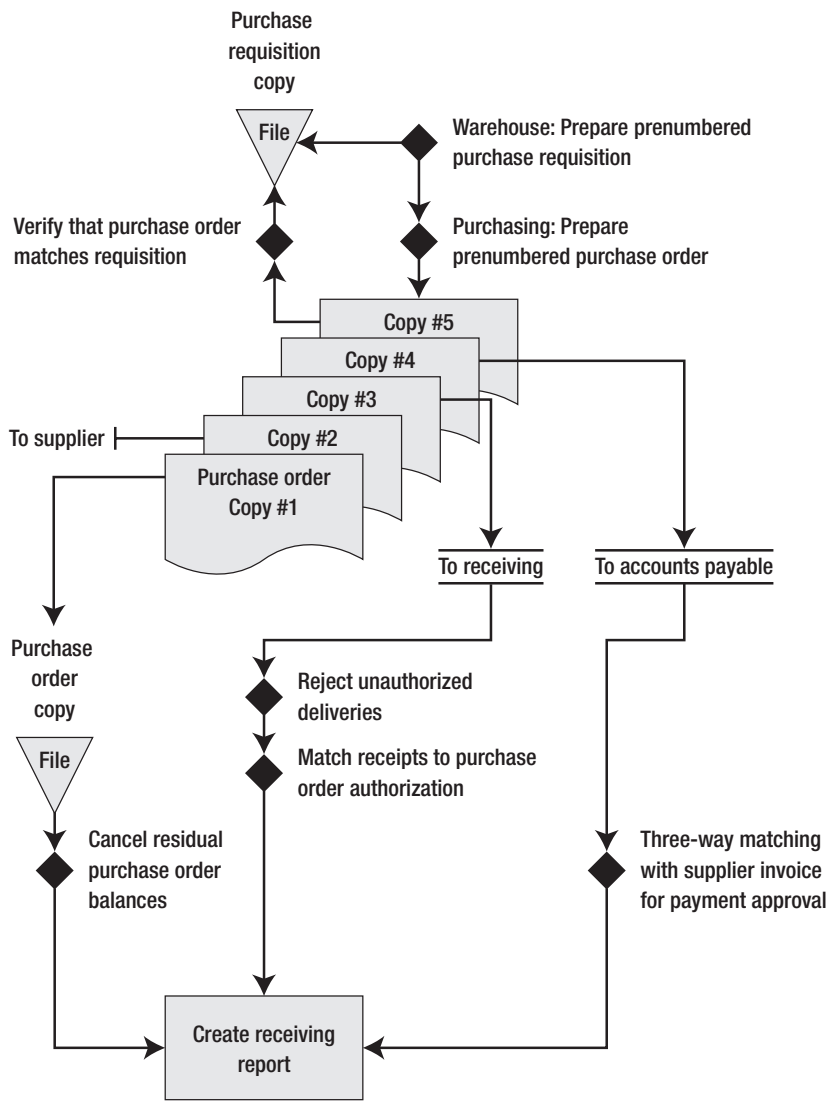 Purchase
requisition
copy
File
Warehouse: Prepare prenumbered
purchase requisition
Verify that purchase order
matches requisition
Purchasing: Prepare
prenumbered purchase order
Copy #5
Copy #4
Copy #3
To supplier
Copy #2
Purchase order
Copy #1
To receiving
To accounts payable
Purchase
order
copy
File
Reject unauthorized
deliveries
Match receipts to purchase
order authorization
Cancel residual
purchase order
balances
Three-way matching
with supplier invoice
for payment approval
Create receiving
report